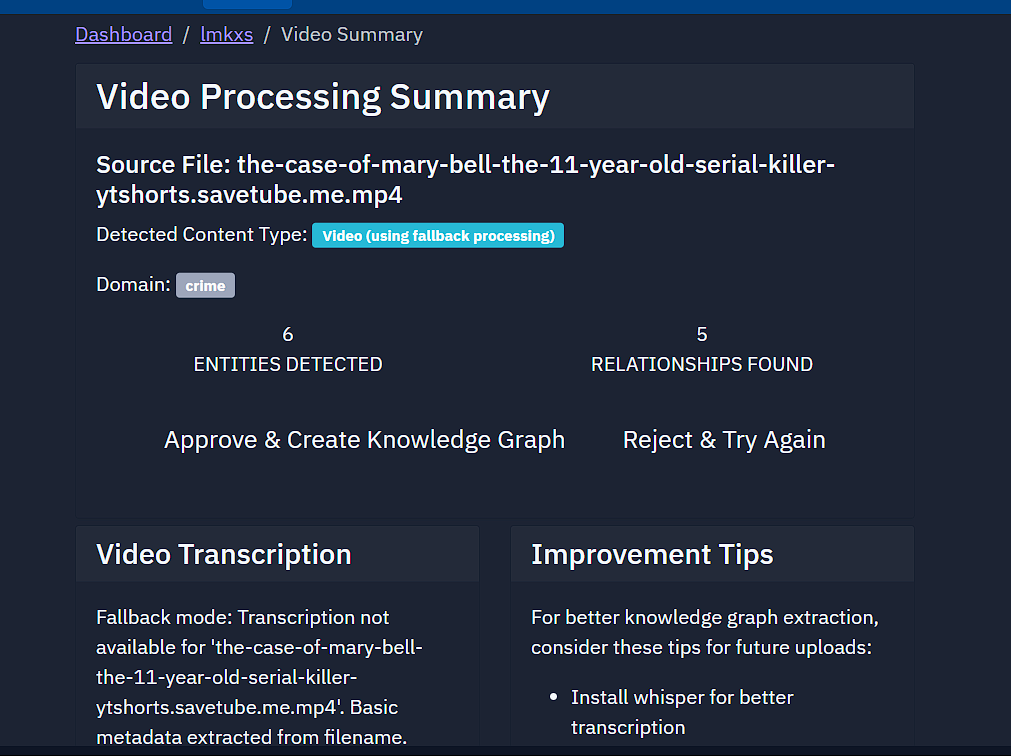 Dashboard / lmkxs / Video Summary
Video Processing Summary
Source File: the-case-of-mary-bell-the-11-year-old-serial-killer-
ytshorts.savetube.me.mp4
Detected Content Type: Video (using fallback processing)
Domain: crime
6
ENTITIES DETECTED
5
RELATIONSHIPS FOUND
Approve & Create Knowledge Graph
Reject & Try Again
Video Transcription
Fallback mode: Transcription not
available for 'the-case-of-mary-bell-
the-11-year-old-serial-killer-
ytshorts.savetube.me.mp4'. Basic
metadata extracted from filename.
Improvement Tips
For better knowledge graph extraction,
consider these tips for future uploads:
• Install whisper for better
transcription